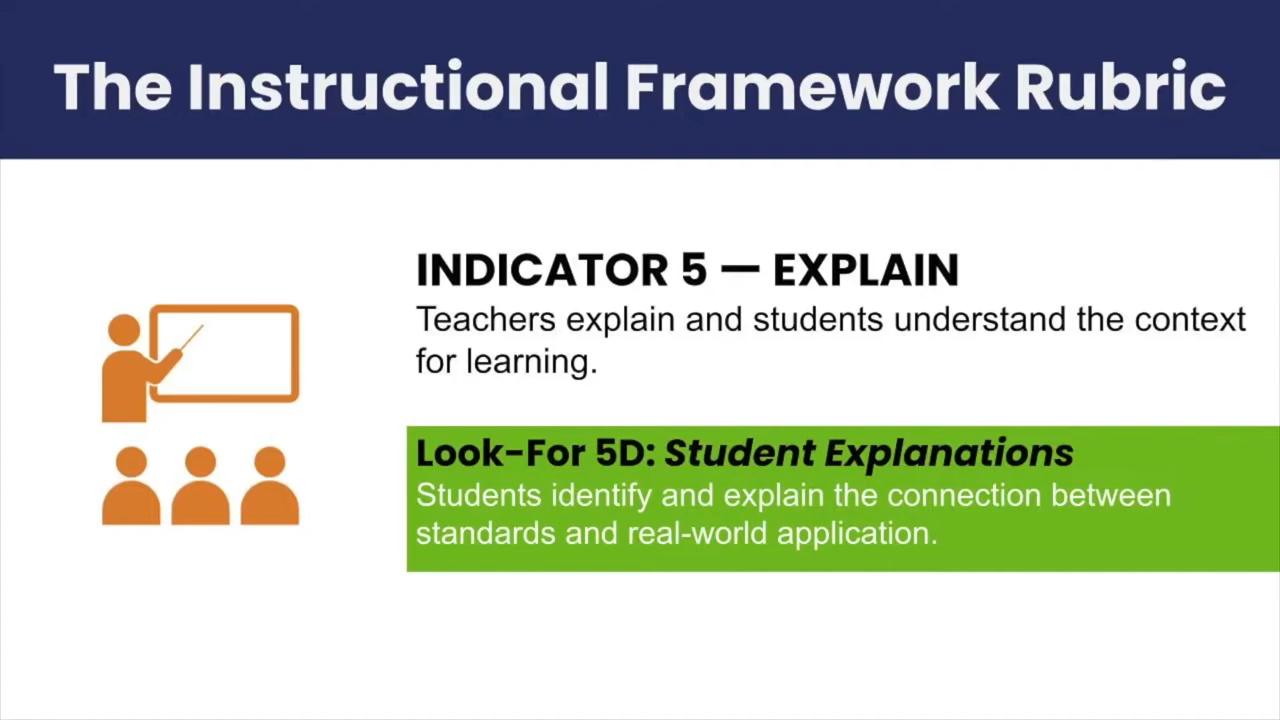 The Instructional Framework Rubric
INDICATOR 5 — EXPLAIN
Teachers explain and students understand the context
for learning.
Look-For 5D: Student Explanations
Students identify and explain the connection between
standards and real-world application.